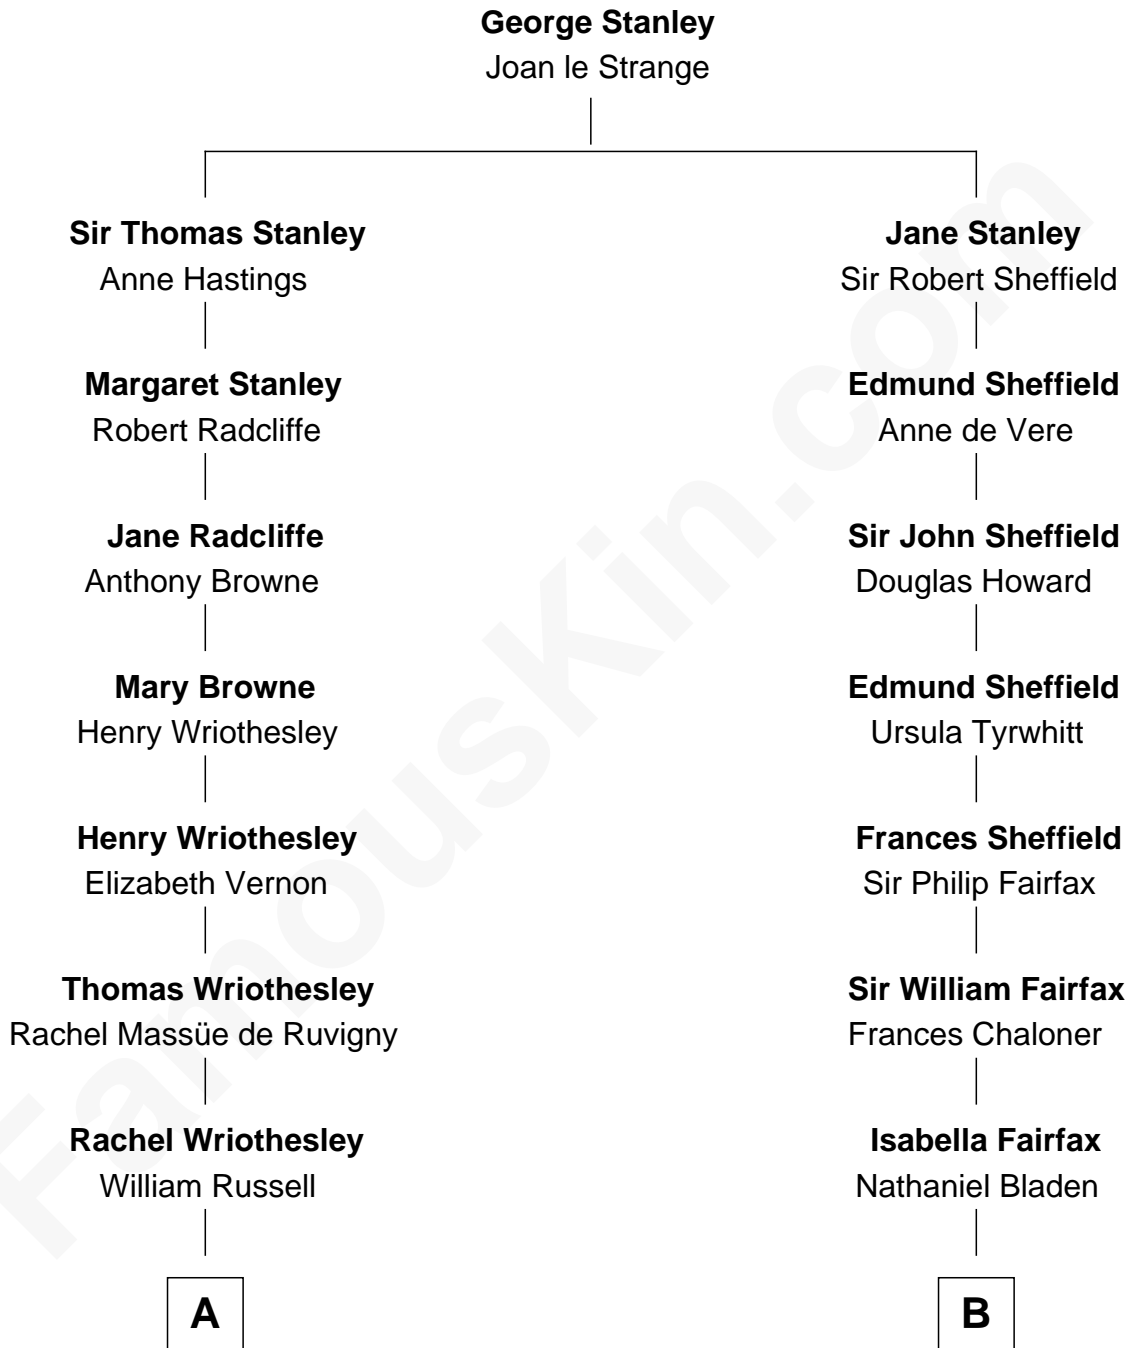 George Stanley
Joan le Strange
Sir Thomas Stanley
Anne Hastings
Jane Stanley
Sir Robert Sheffield
Margaret Stanley
Robert Radcliffe
Edmund Sheffield
Anne de Vere
Jane Radcliffe
Anthony Browne
Sir John Sheffield
Douglas Howard
Mary Browne
Henry Wriothesley
Edmund Sheffield
Ursula Tyrwhitt
Henry Wriothesley
Elizabeth Vernon
Frances Sheffield
Sir Philip Fairfax
Thomas Wriothesley
Rachel Massüe de Ruvigny
Sir William Fairfax
Frances Chaloner
Rachel Wriothesley
William Russell
Isabella Fairfax
Nathaniel Bladen
A
B
FamousKin.com